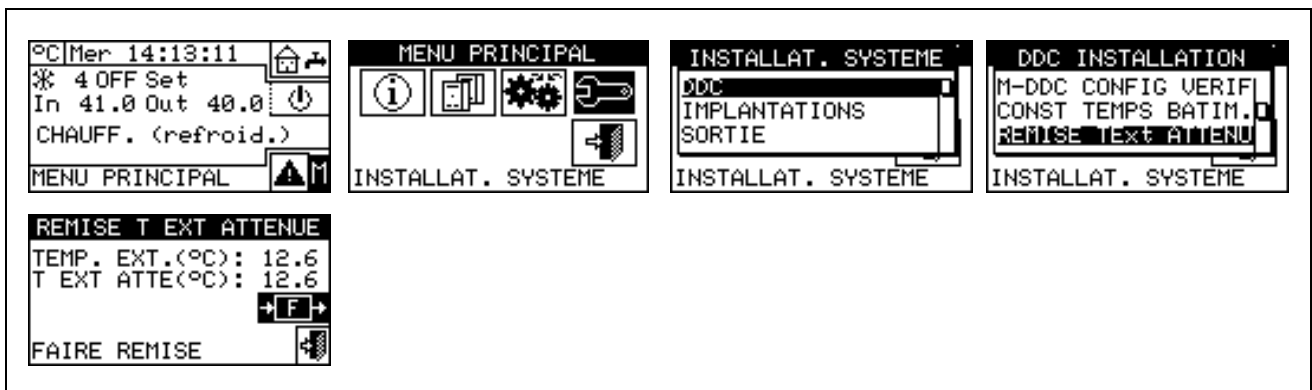 °C Mer 14:13:11
4 OFF Set
In 41.0 Out 40.0
CHAUFF. (refroid.)
MENU PRINCIPAL M
MENU PRINCIPAL
i
INSTALLAT. SYSTEME
INSTALLAT. SYSTEME
DDC
IMPLANTATIONS
SORTIE
INSTALLAT. SYSTEME
DDC INSTALLATION
M-DDC CONFIG VERIF
CONST TEMPS BATIM.
REMISE TExt ATTENU
INSTALLAT. SYSTEME
REMISE T EXT ATTENUE
TEMP. EXT.(°C): 12.6
T EXT ATTE(°C): 12.6
F
FAIRE REMISE